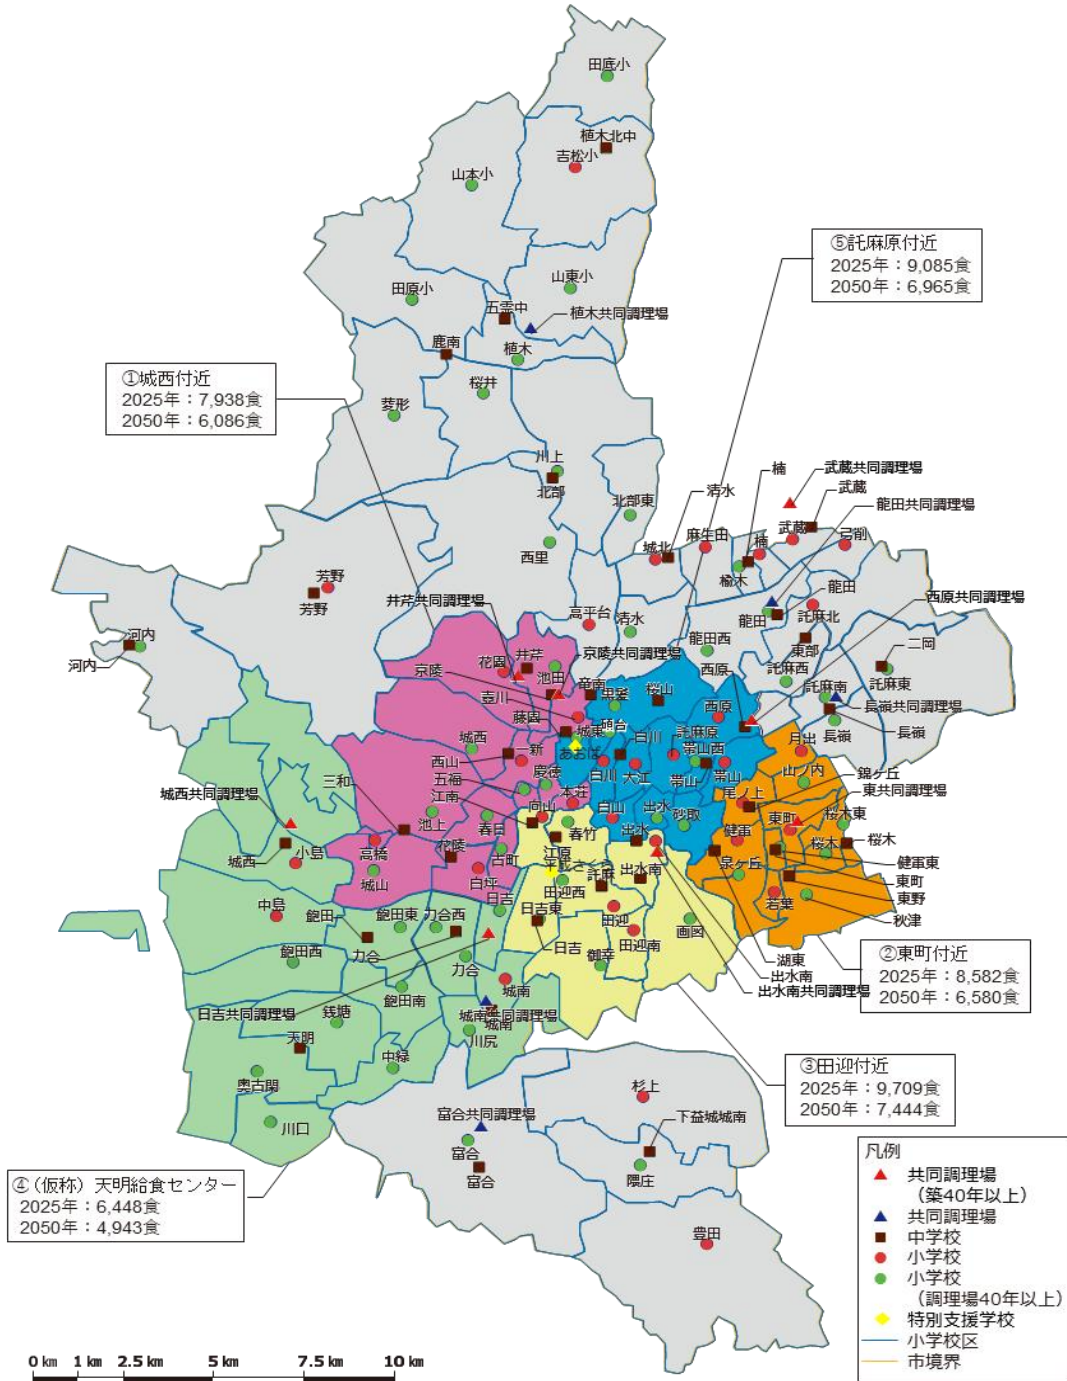 田底小
植木北中
吉松小
山本小
⑤託麻原付近
2025年：9,085食
2050年：6,965食
山東小
田原小
五霊中
植木共同調理場
鹿南
植木
①城西付近
2025年：7,938食
2050年：6,086食
桜井
菱形
川上
北部
楠
武蔵共同調理場
清水
武蔵
龍田共同調理場
北部東
麻生田
楠
武蔵
弓削
城北
西里
楡木
芳野
芳野
井芹共同調理場
高平台
清水
龍田
龍田
託麻北
西原共同調理場
河内
河内
龍田西
東部
二岡
京陵
花園
井芹
池田
京陵共同調理場
西原
託麻西
託麻東
壺川
竜南
黒髪
桜山
託麻南
長嶺共同調理場
藤園
城東
碩台
西原
長嶺
長嶺
城西
あおば
白川
託麻原
月出
西山
一新
帯山西
山ノ内
錦ケ丘
三和
五福
慶徳
白川
大江
帯山
帯山
東共同調理場
城西共同調理場
江南
向山
本荘
白山
出水
砂取
尾ノ上
東町
桜木東
池上
春日
春竹
出水
健軍
桜木
桜木
城西
小島
高橋
花陵
古町
江原
健軍東
城山
白坪
平成さくら
託麻
出水南
泉ヶ丘
東町
田迎西
東野
中島
飽田
飽田東
力合西
日吉
日吉東
田迎
画図
若葉
秋津
力合
日吉
田迎南
湖東
飽田西
力合
御幸
出水南
②東町付近
2025年：8,582食
2050年：6,580食
飽田南
城南
出水南共同調理場
日吉共同調理場
銭塘
城南共同調理場
城南
天明
川尻
中緑
③田迎付近
2025年：9,709食
2050年：7,444食
奥古閑
杉上
川口
富合共同調理場
下益城城南
富合
富合
隈庄
④（仮称）天明給食センター
2025年：6,448食
2050年：4,943食
豊田
凡例
共同調理場
（築40年以上）
共同調理場
中学校
小学校
小学校
（調理場40年以上）
特別支援学校
小学校区
市境界
0 km 1 km 2.5 km 5 km 7.5 km 10 km